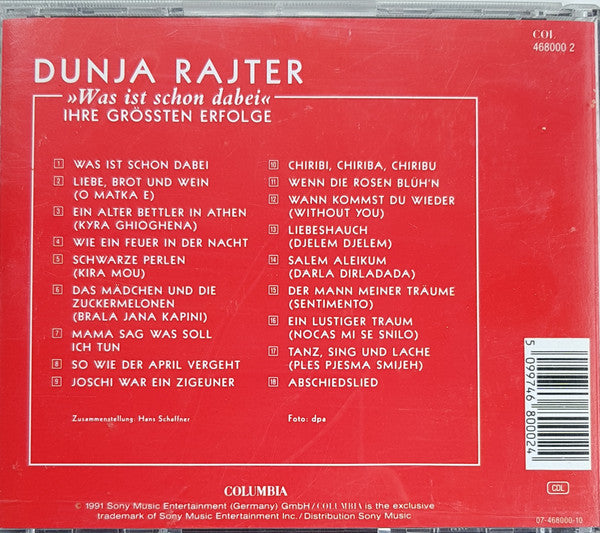 COL
468000 2
DUNJA RAJTER
»Was ist schon dabei«
IHRE GRÖSSTEN ERFOLGE
1 WAS IST SCHON DABEI
2 LIEBE, BROT UND WEIN
(O MATKA E)
3 EIN ALTER BETTLER IN ATHEN
(KYRA GHIOGHENA)
4 WIE EIN FEUER IN DER NACHT
5 SCHWARZE PERLEN
(KIRA MOU)
6 DAS MÄDCHEN UND DIE
ZUCKERMELONEN
(BRALA JANA KAPINI)
7 MAMA SAG WAS SOLL
ICH TUN
8 SO WIE DER APRIL VERGEHT
9 JOSCHI WAR EIN ZIGEUNER
10 CHIRIBI, CHIRIBA, CHIRIBU
11 WENN DIE ROSEN BLÜH'N
12 WANN KOMMST DU WIEDER
(WITHOUT YOU)
13 LIEBESHAUCH
(DJELEM DJELEM)
14 SALEM ALEIKUM
(DARLA DIRLADADA)
15 DER MANN MEINER TRÄUME
(SENTIMENTO)
16 EIN LUSTIGER TRAUM
(NOCAS MI SE SNILO)
17 TANZ, SING UND LACHE
(PLES PJESMA SMIJEH)
18 ABSCHIEDSLIED
Zusammenstellung: Hans Schaffner
Foto: dpa
5 099746 800024
COLUMBIA
© 1991 Sony Music Entertainment (Germany) GmbH/COLUMBIA is the exclusive
trademark of Sony Music Entertainment Inc./Distribution Sony Music
CDL
07-468000-10